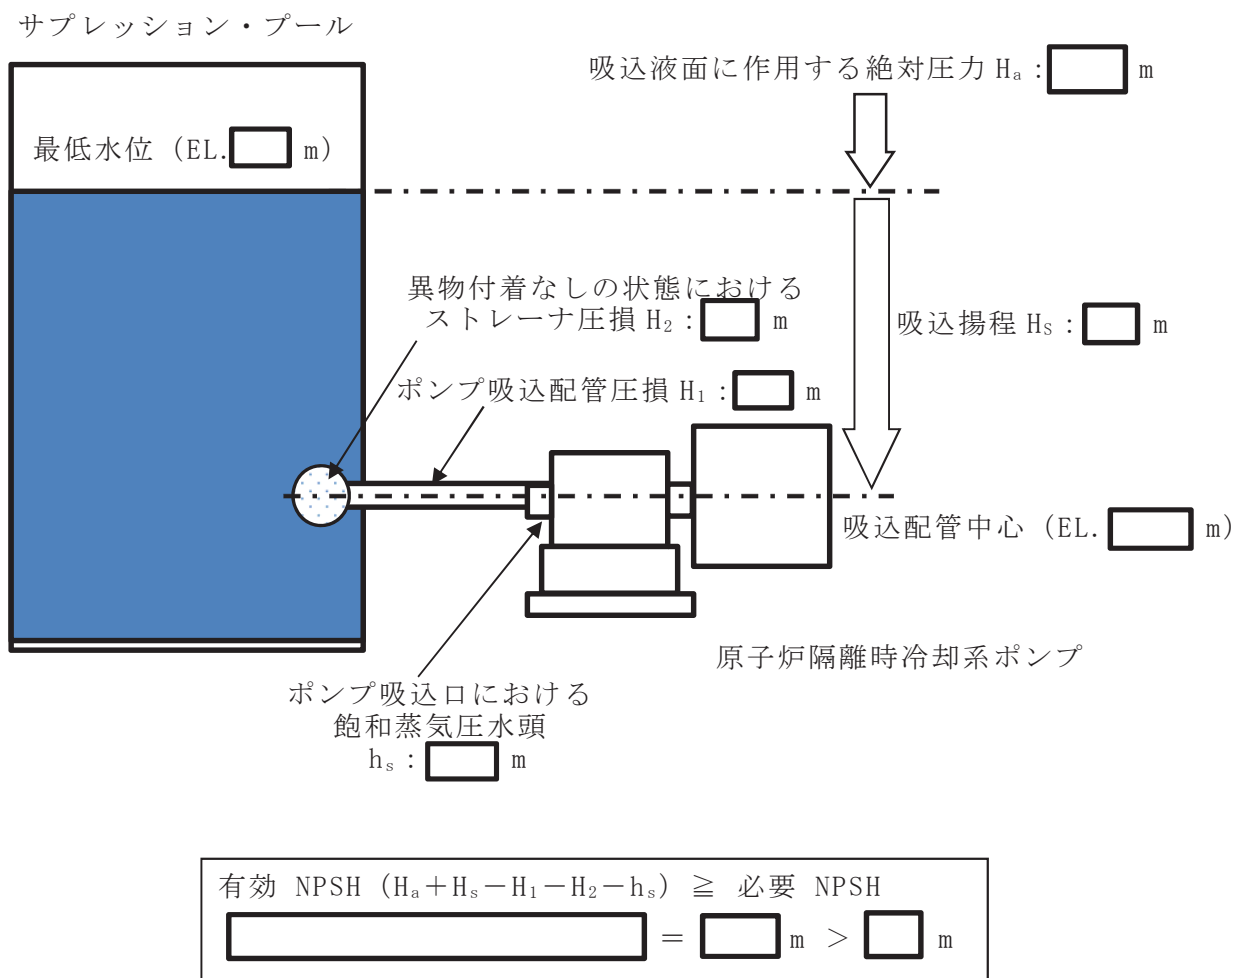 サプレッション・プール
吸込液面に作用する絶対圧力 Hₐ : m
最低水位 (EL. m)
異物付着なしの状態における
ストレーナ圧損 H₂ : m
吸込揚程 Hₛ : m
ポンプ吸込配管圧損 H₁ : m
吸込配管中心 (EL. m)
原子炉隔離時冷却系ポンプ
ポンプ吸込口における
飽和蒸気圧水頭
hₛ : m
有効 NPSH (Hₐ+Hₛ-H₁-H₂-hₛ) ≧ 必要 NPSH
= m > m